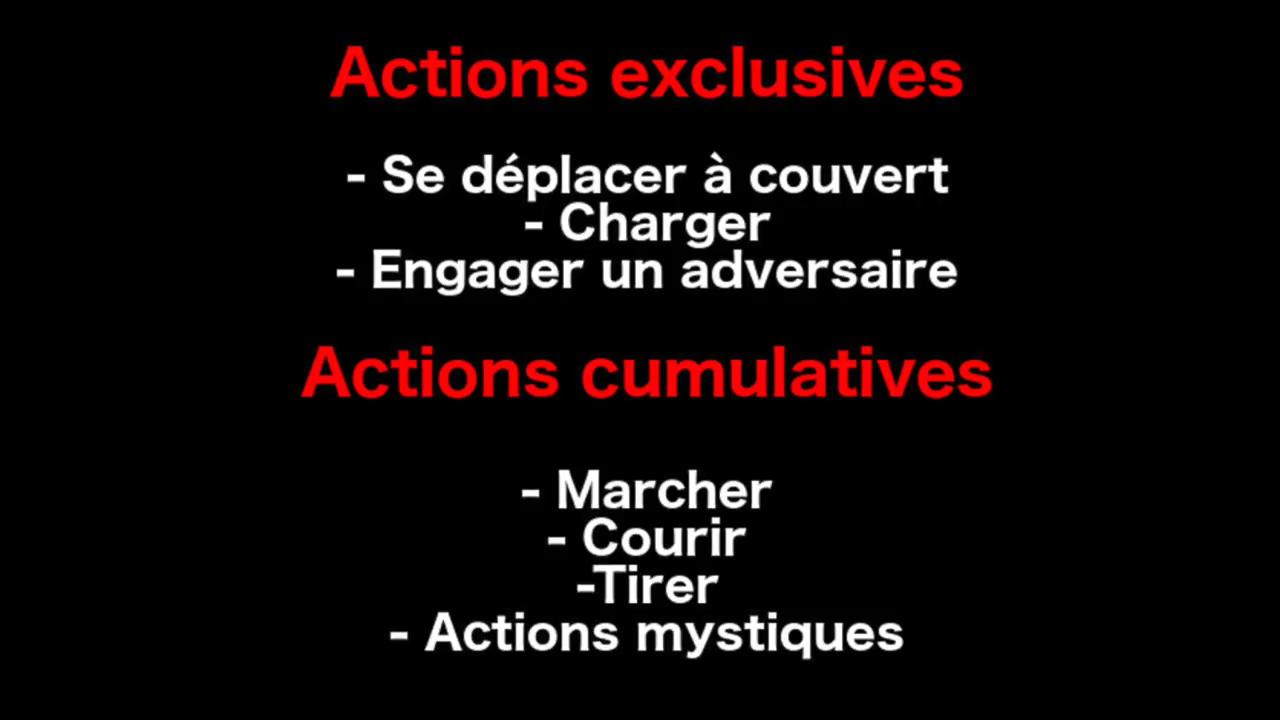 Actions exclusives
- Se déplacer à couvert
- Charger
- Engager un adversaire
Actions cumulatives
- Marcher
- Courir
-Tirer
- Actions mystiques